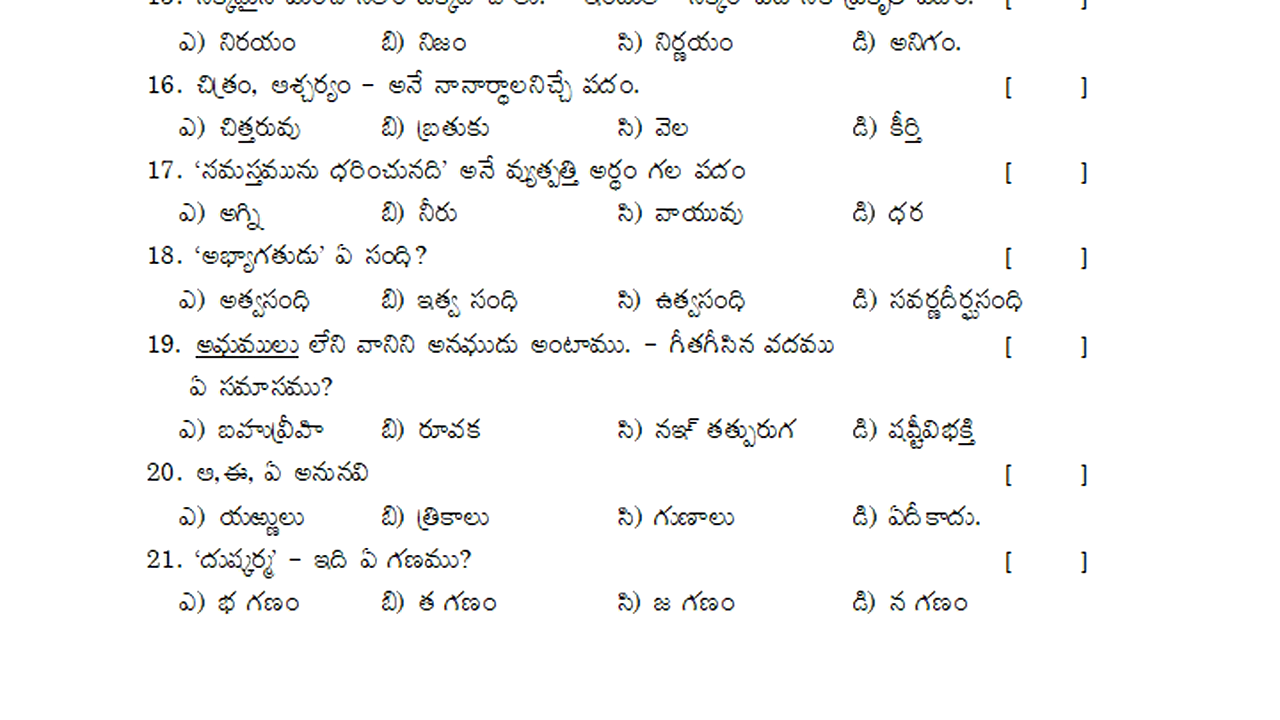 ఎ) నిరయం బి) నిజం సి) నిర్ణయం డి) అనిగం.
16. చిత్రం, ఆశ్చర్యం – అనే నానార్థాలనిచ్చే పదం. [ ]
ఎ) చిత్తరువు బి) బ్రతుకు సి) వెల డి) కీర్తి
17. ‘సమస్తమును ధరించునది’ అనే వ్యుత్పత్తి అర్థం గల పదం [ ]
ఎ) అగ్ని బి) నీరు సి) వాయువు డి) ధర
18. ‘అభ్యాగతుడు’ ఏ సంధి? [ ]
ఎ) అత్వసంధి బి) ఇత్వ సంధి సి) ఉత్వసంధి డి) సవర్ణదీర్ఘసంధి
19. అఘములు లేని వానిని అనఘుడు అంటాము. – గీతగీసిన పదము [ ]
ఏ సమాసము?
ఎ) బహువ్రీహి బి) రూపక సి) నఞ్ తత్పురుగ డి) షష్టీవిభక్తి
20. ఆ,ఈ, ఏ అనునవి [ ]
ఎ) యఱ్ణులు బి) త్రికాలు సి) గుణాలు డి) ఏదీకాదు.
21. ‘దుష్కర్మ’ – ఇది ఏ గణము? [ ]
ఎ) భ గణం బి) త గణం సి) జ గణం డి) న గణం